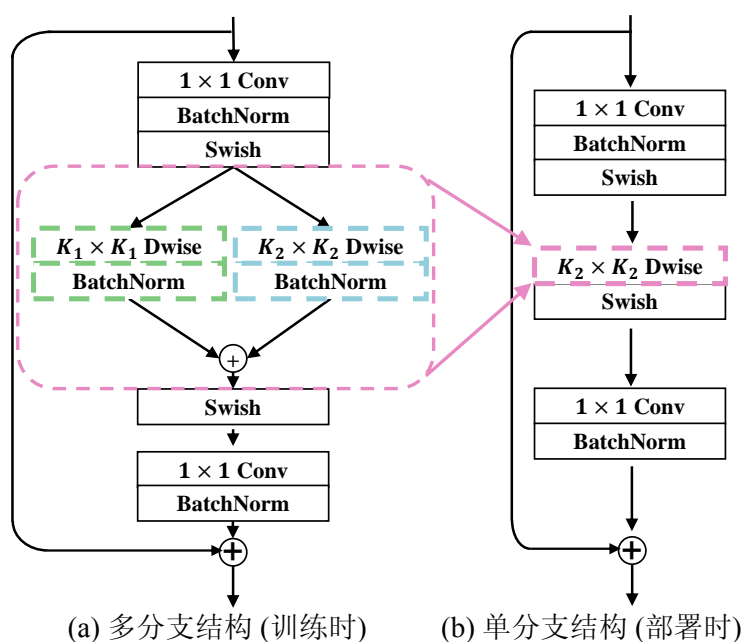 1 × 1 Conv
BatchNorm
Swish
K₁ × K₁ Dwise
BatchNorm
K₂ × K₂ Dwise
BatchNorm
+
Swish
1 × 1 Conv
BatchNorm
+
(a) 多分支结构 (训练时)
1 × 1 Conv
BatchNorm
Swish
K₂ × K₂ Dwise
Swish
1 × 1 Conv
BatchNorm
+
(b) 单分支结构 (部署时)